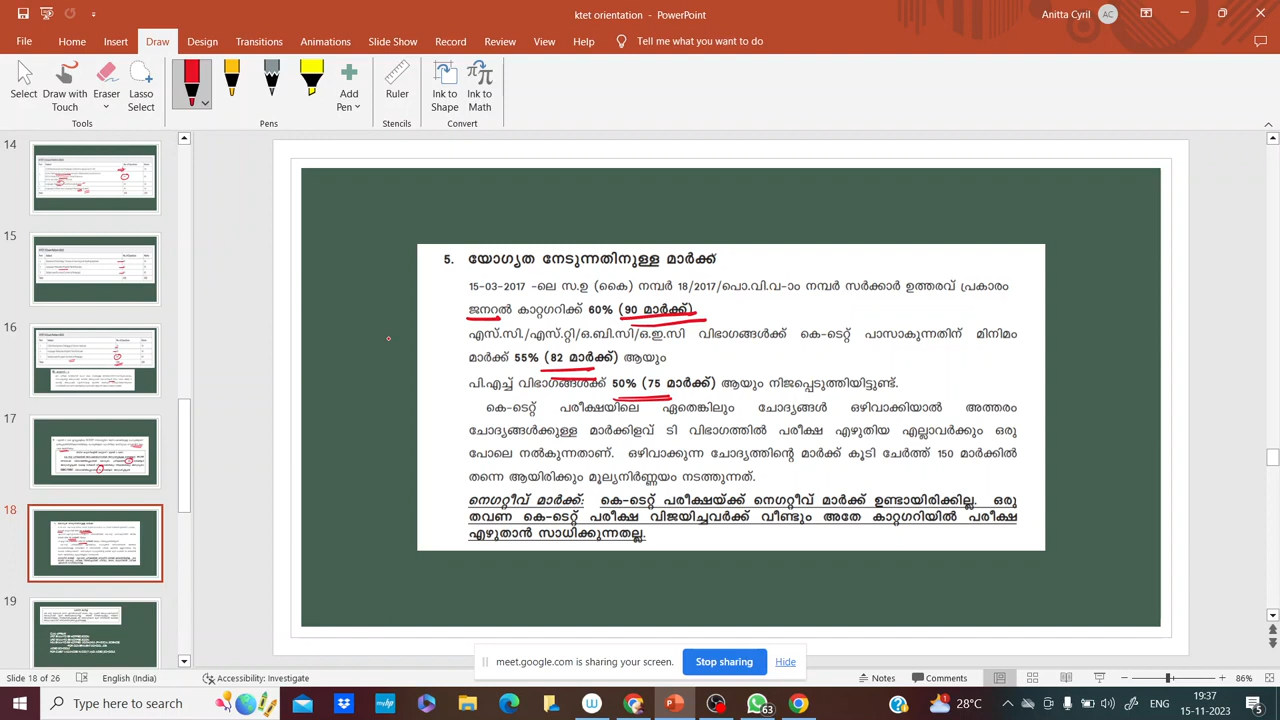 ktet orientation - PowerPoint
Anitta Cyril AC
File Home Insert Draw Design Transitions Animations Slide Show Record Review View Help Tell me what you want to do
Select Draw with Touch Eraser Lasso Select Add Pen Ruler Ink to Shape Ink to Math
Tools Pens Stencils Convert
14
15
16
17
18
19
5. യോഗ്യത നേടുന്നതിനുള്ള മാർക്ക്
15-03-2017 -ലെ സ.ഉ (കൈ) നമ്പർ 18/2017/പൊ.വി.വ-ാം നമ്പർ സർക്കാർ ഉത്തരവ് പ്രകാരം
ജനറൽ കാറ്റഗറിക്ക് 60% (90 മാർക്ക്)
എസ്.സി./എസ്.റ്റി/ഒ.ബി.സി/ഒ.ഇ.സി വിഭാഗങ്ങൾക്ക് കെ-ടെറ്റ് പാസാകുന്നതിന് മിനിമം
മാർക്ക് 55% (82 മാർക്ക്) ആയും
പി.എച്ച് വിഭാഗങ്ങൾക്ക് 50% (75 മാർക്ക്) ആയും നിജപ്പെടുത്തിയിട്ടുണ്ട്.
കെ-ടെറ്റ് പരീക്ഷയിലെ ഏതെങ്കിലും ചോദ്യങ്ങൾ ഒഴിവാക്കിയാൽ അത്തരം
ചോദ്യങ്ങൾക്കുള്ള മാർക്കിളവ് ടി വിഭാഗത്തിൽ പരീക്ഷ എഴുതിയ എല്ലാവർക്കും ഒരു
പോലെ നൽകുന്നതാണ്. ഒഴിവാക്കുന്ന ചോദ്യത്തിന്റെ മാർക്ക് കൂടി ചേർത്ത് 150 മാർക്കിൽ
തന്നെ ആയിരിക്കും മൂല്യനിർണ്ണയം നടത്തുന്നത്.
നെഗറ്റീവ് മാർക്ക്: കെ-ടെറ്റ് പരീക്ഷയ്ക്ക് നെഗറ്റീവ് മാർക്ക് ഉണ്ടായിരിക്കില്ല. ഒരു
തവണ കെ-ടെറ്റ് പരീക്ഷ വിജയിച്ചവർക്ക് വീണ്ടും അതേ കാറ്റഗറിയിൽ പരീക്ഷ
എഴുതാൻ സാധിക്കുന്നതല്ല.
meet.google.com is sharing your screen. Stop sharing Hide
Slide 18 of 26 English (India) Accessibility: Investigate Notes Comments 86%
Type here to search 63 28°C 19:37
15-11-2023